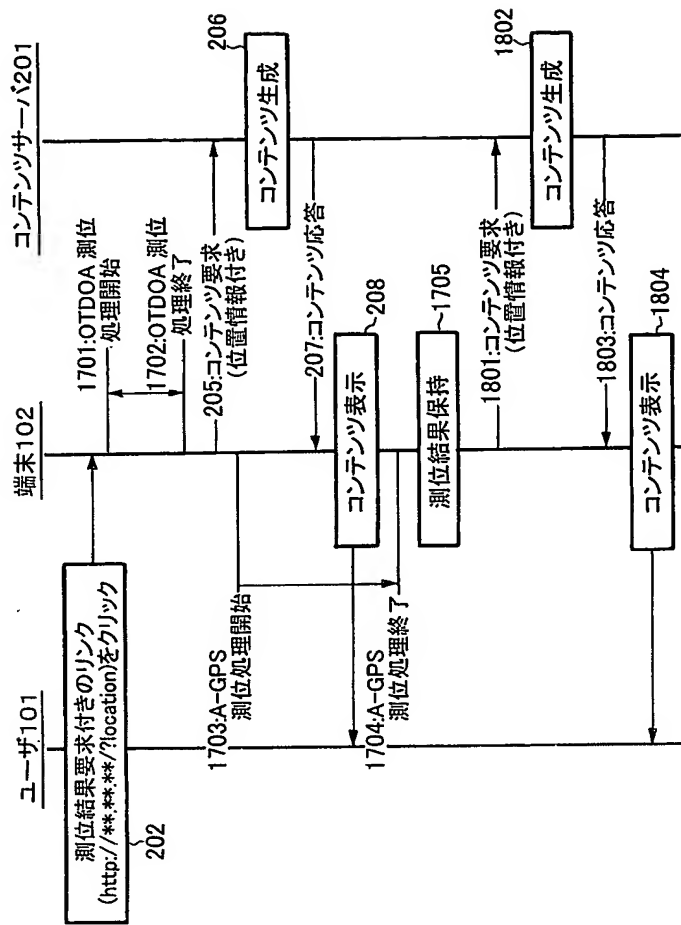 ユーザ101
端末102
コンテンツサーバ201
測位結果要求付きのリンク
(http://**.**.**/?location)をクリック
202
1701:OTDOA 測位
処理開始
1702:OTDOA 測位
処理終了
205:コンテンツ要求
(位置情報付き)
206
コンテンツ生成
1703:A-GPS
測位処理開始
207:コンテンツ応答
208
コンテンツ表示
1704:A-GPS
測位処理終了
1705
測位結果保持
1801:コンテンツ要求
(位置情報付き)
1802
コンテンツ生成
1803:コンテンツ応答
1804
コンテンツ表示